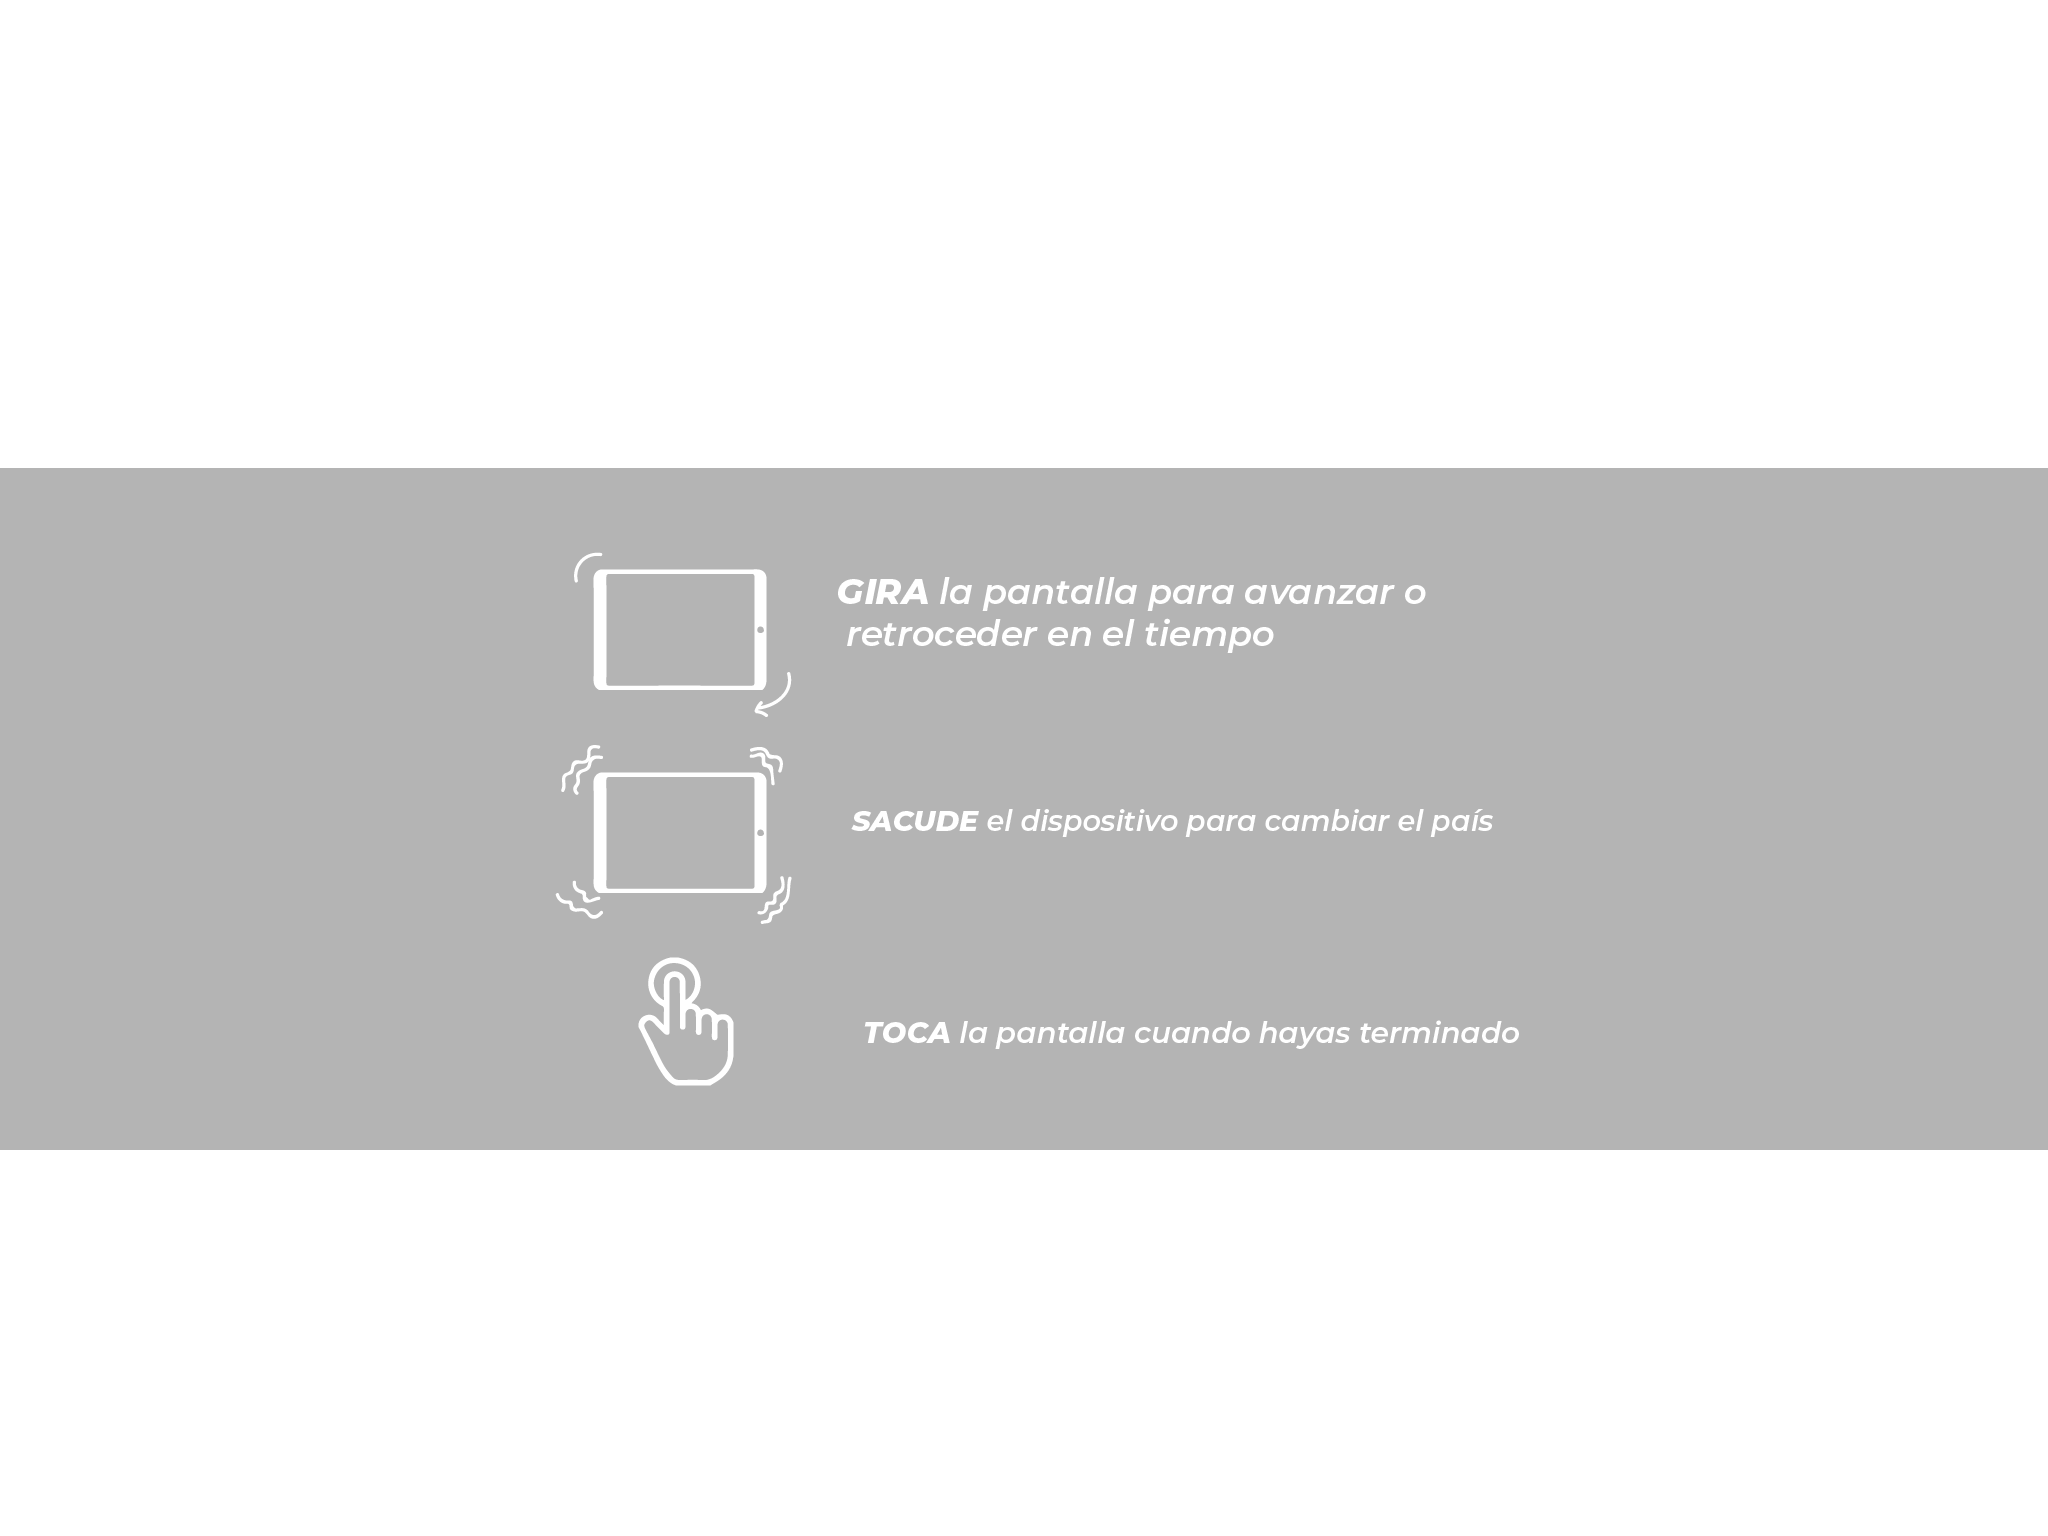 GIRA la pantalla para avanzar o
retroceder en el tiempo
SACUDE el dispositivo para cambiar el país
TOCA la pantalla cuando hayas terminado